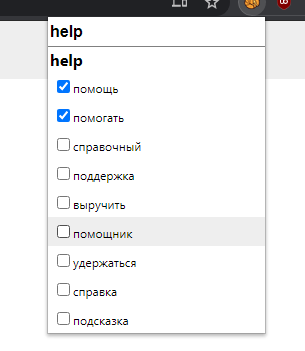 help
help
помощь
помогать
справочный
поддержка
выручить
помощник
удержаться
справка
подсказка